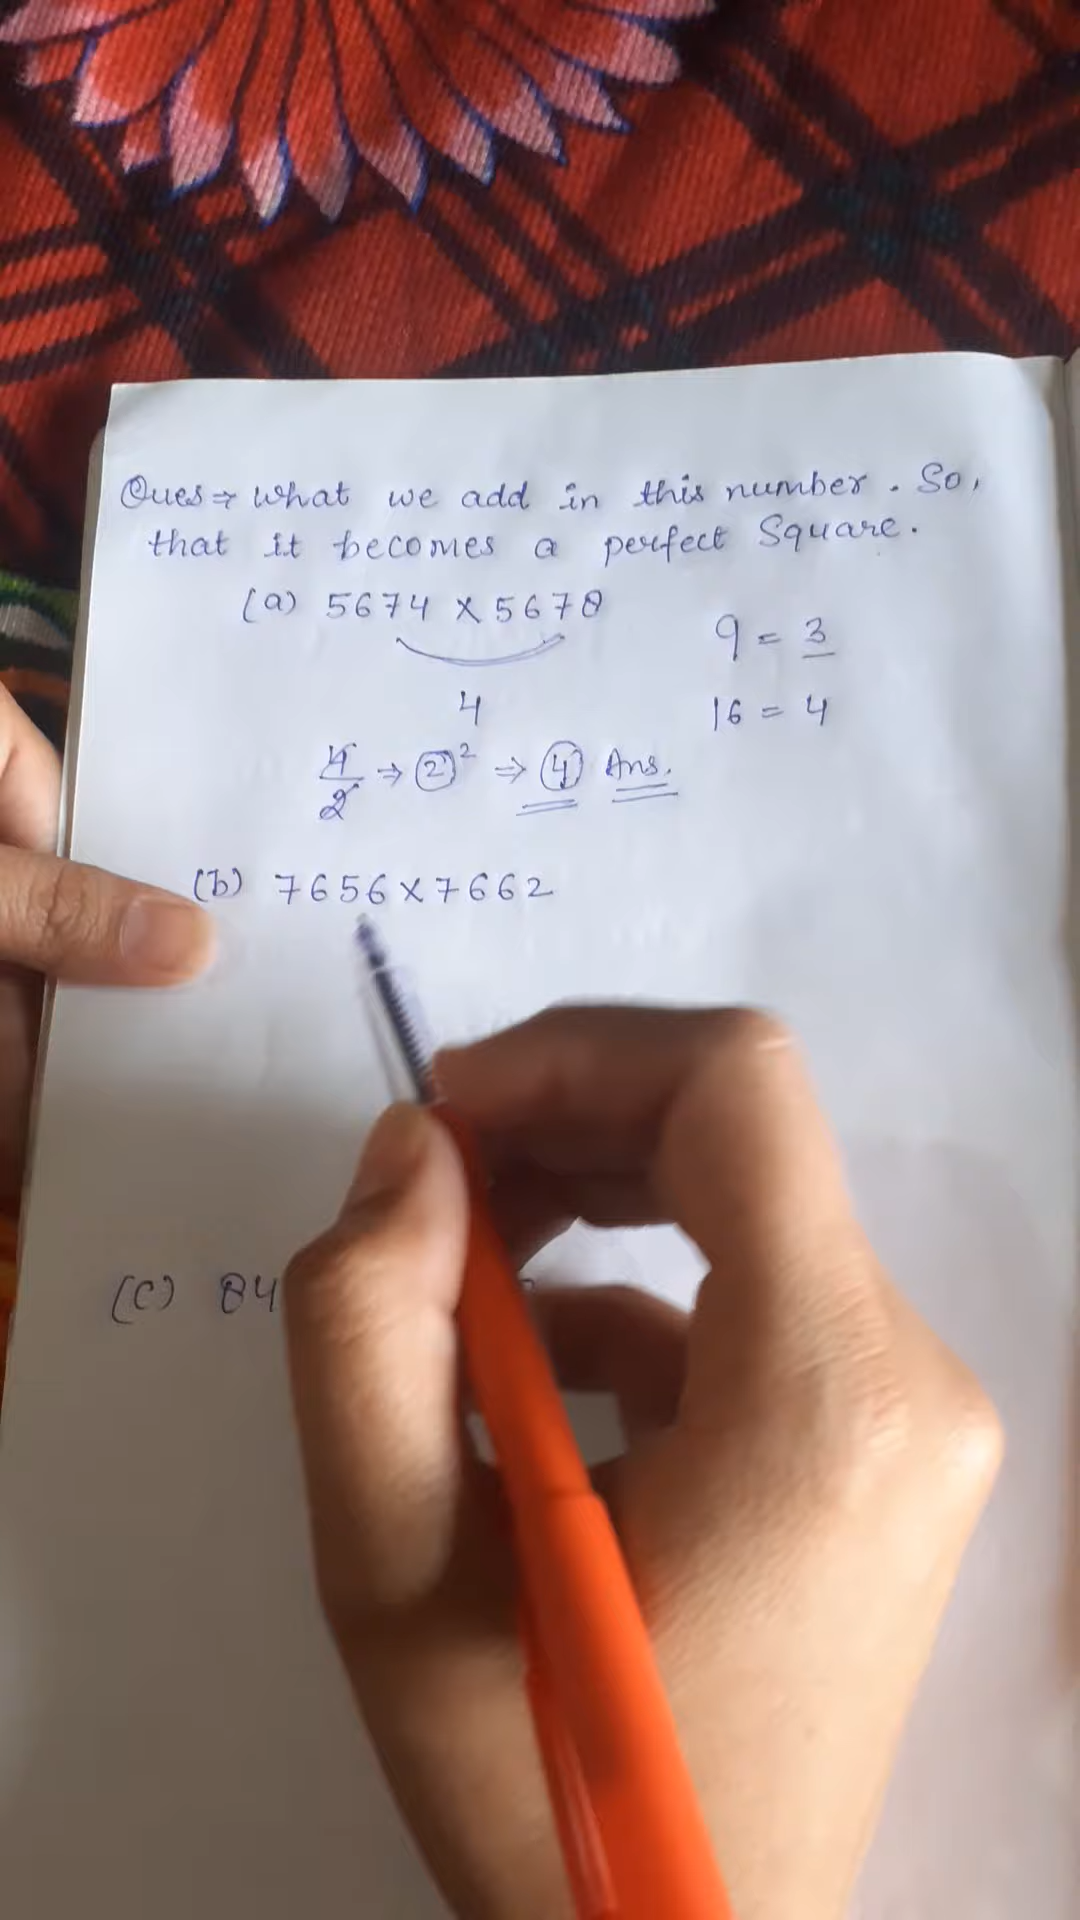 Ques⇒ What we add in this number. So,
that it becomes a perfect Square.
(a) 5674 × 5678
9 = 3
4
16 = 4
4/2 → 2² ⇒ 4 Ans.
(b) 7656×7662
(C) 84